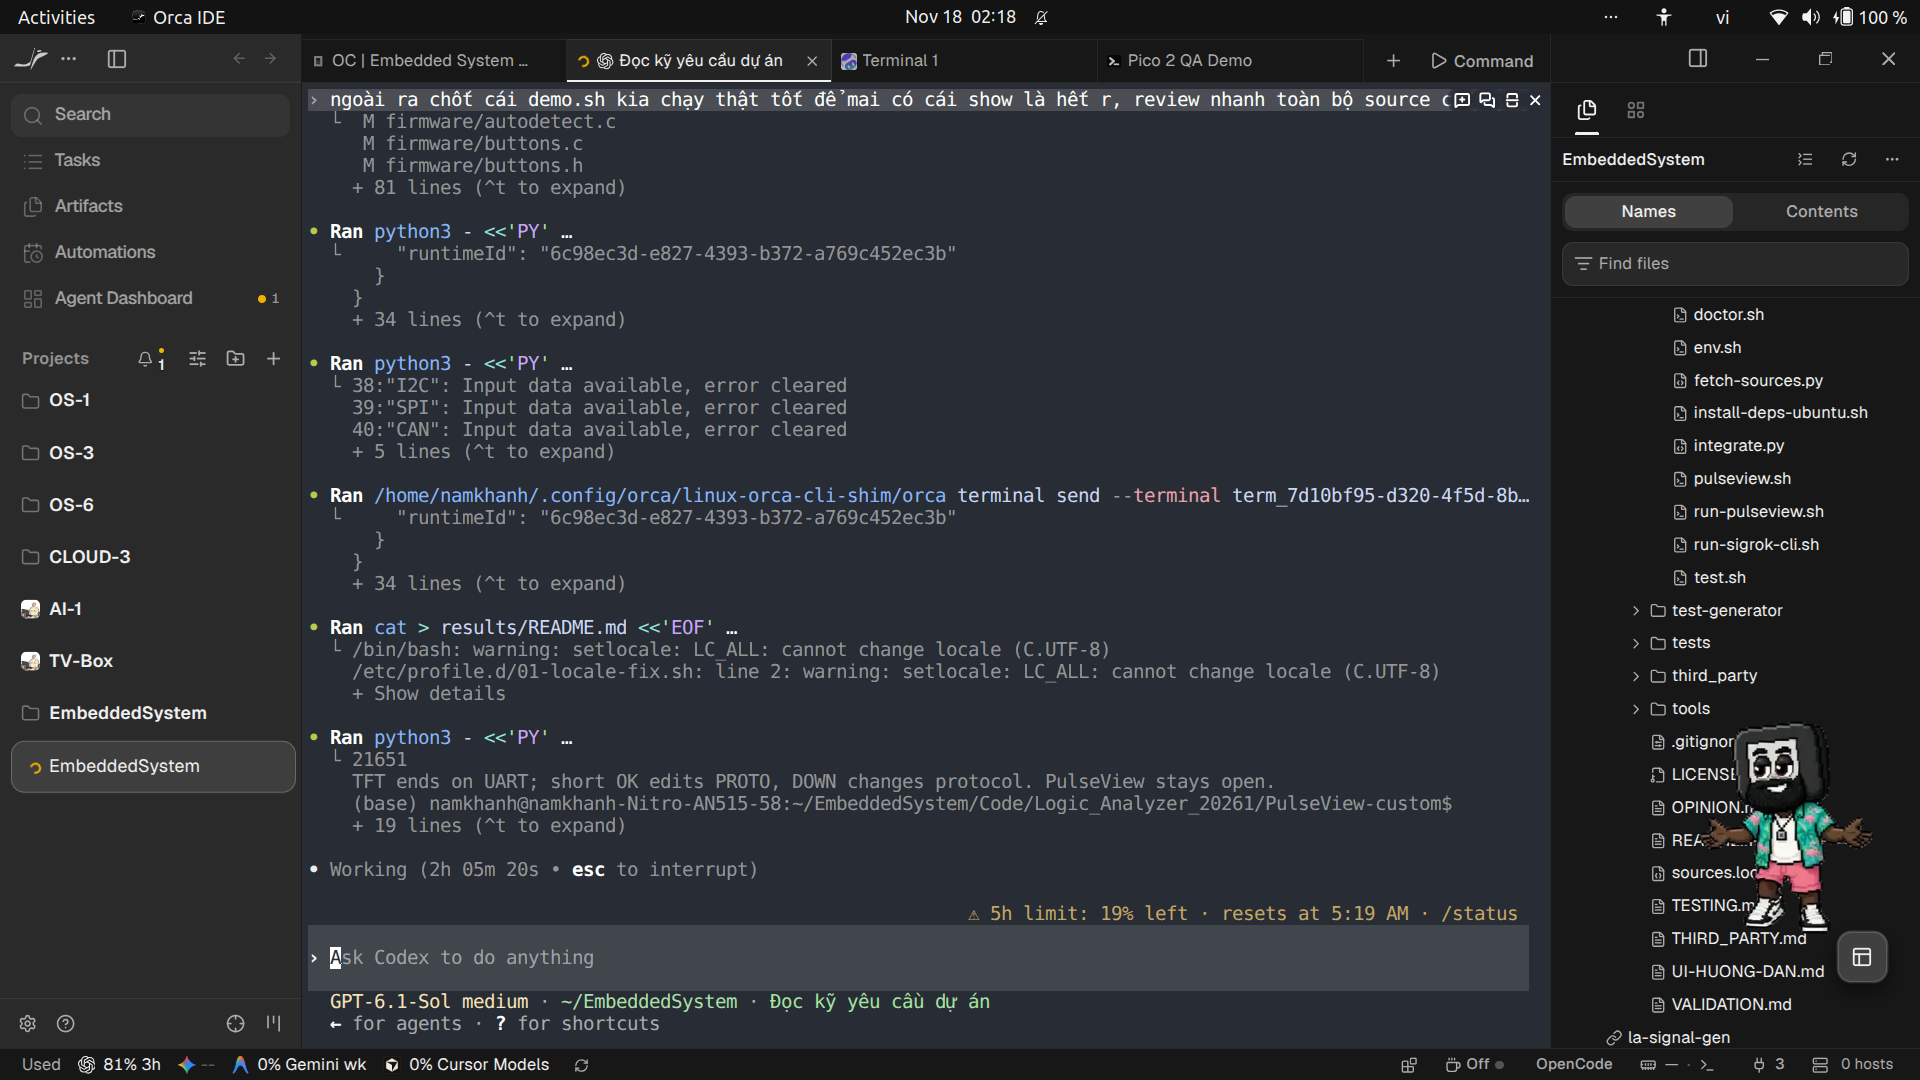 Activities
Orca IDE
Nov 18 02:18
vi
100 %
OC | Embedded System …
Đọc kỹ yêu cầu dự án
Terminal 1
Pico 2 QA Demo
Command
Search
Tasks
Artifacts
Automations
Agent Dashboard
1
Projects
1
OS-1
OS-3
OS-6
CLOUD-3
AI-1
TV-Box
EmbeddedSystem
EmbeddedSystem
› ngoài ra chốt cái demo.sh kia chạy thật tốt để mai có cái show là hết r, review nhanh toàn bộ source c
└ M firmware/autodetect.c
M firmware/buttons.c
M firmware/buttons.h
+ 81 lines (^t to expand)
• Ran python3 - <<'PY' …
└ "runtimeId": "6c98ec3d-e827-4393-b372-a769c452ec3b"
}
}
+ 34 lines (^t to expand)
• Ran python3 - <<'PY' …
└ 38:"I2C": Input data available, error cleared
39:"SPI": Input data available, error cleared
40:"CAN": Input data available, error cleared
+ 5 lines (^t to expand)
• Ran /home/namkhanh/.config/orca/linux-orca-cli-shim/orca terminal send --terminal term_7d10bf95-d320-4f5d-8b…
└ "runtimeId": "6c98ec3d-e827-4393-b372-a769c452ec3b"
}
}
+ 34 lines (^t to expand)
• Ran cat > results/README.md <<'EOF' …
└ /bin/bash: warning: setlocale: LC_ALL: cannot change locale (C.UTF-8)
/etc/profile.d/01-locale-fix.sh: line 2: warning: setlocale: LC_ALL: cannot change locale (C.UTF-8)
+ Show details
• Ran python3 - <<'PY' …
└ 21651
TFT ends on UART; short OK edits PROTO, DOWN changes protocol. PulseView stays open.
(base) namkhanh@namkhanh-Nitro-AN515-58:~/EmbeddedSystem/Code/Logic_Analyzer_20261/PulseView-custom$
+ 19 lines (^t to expand)
• Working (2h 05m 20s • esc to interrupt)
⚠ 5h limit: 19% left · resets at 5:19 AM · /status
› Ask Codex to do anything
GPT-6.1-Sol medium · ~/EmbeddedSystem · Đọc kỹ yêu cầu dự án
← for agents · ? for shortcuts
EmbeddedSystem
Names
Contents
Find files
doctor.sh
env.sh
fetch-sources.py
install-deps-ubuntu.sh
integrate.py
pulseview.sh
run-pulseview.sh
run-sigrok-cli.sh
test.sh
test-generator
tests
third_party
tools
.gitignor
LICENSE
OPINION.m
REA
sources.loc
TESTING.m
THIRD_PARTY.md
UI-HUONG-DAN.md
VALIDATION.md
la-signal-gen
Used
81% 3h
--
0% Gemini wk
0% Cursor Models
Off
OpenCode
3
0 hosts